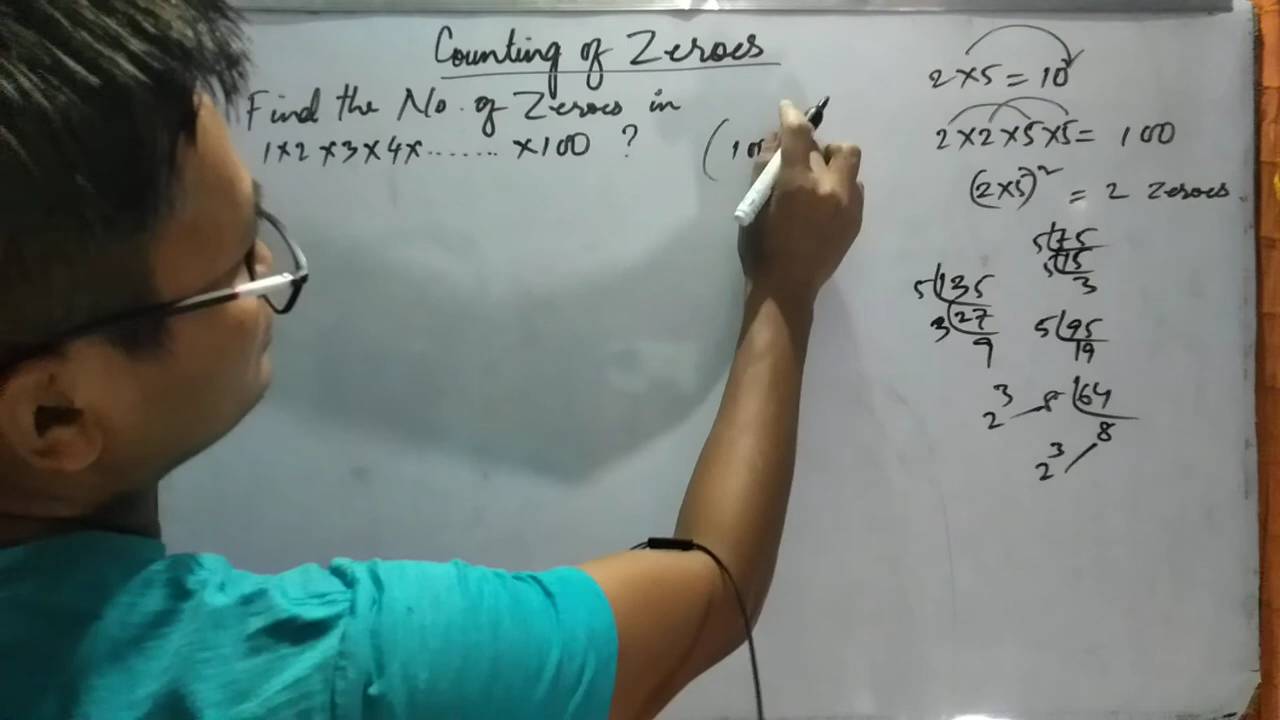 Counting of Zeroes
Find the No. of Zeroes in
1×2×3×4×........ ×100 ?
(10
2×5=10
2×2×5×5= 100
(2×5)² = 2 Zeroes.
5 75
5 15
3
5 135
3 27
9
5 95
19
2³ 8 64
8
2³